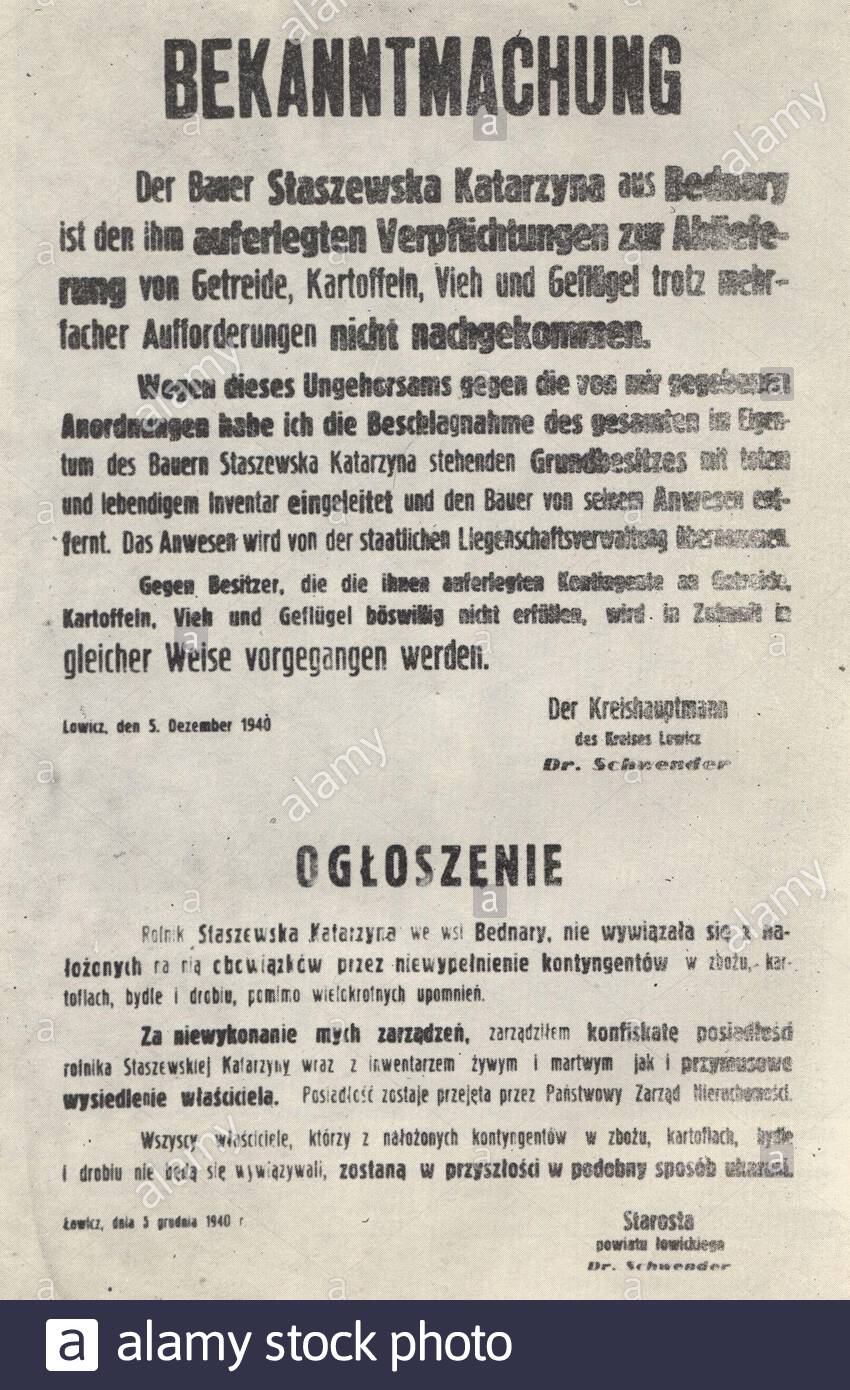 BEKANNTMACHUNG
Der Bauer Staszewska Katarzyna aus Bednary
ist den ihm auferlegten Verpflichtungen zur Abliefe-
rung von Getreide, Kartoffeln, Vieh und Geflügel trotz mehr-
facher Aufforderungen nicht nachgekommen.
Wegen dieses Ungehorsams gegen die von mir gegebenen
Anordnungen habe ich die Beschlagnahme des gesamten im Eigen-
tum des Bauern Staszewska Katarzyna stehenden Grundbesitzes mit totem
und lebendigem Inventar eingeleitet und den Bauer von seinem Anwesen ent-
fernt. Das Anwesen wird von der staatlichen Liegenschaftsverwaltung übernommen.
Gegen Besitzer, die die ihnen auferlegten Kontingente an Getreide,
Kartoffeln, Vieh und Geflügel böswillig nicht erfüllen, wird in Zukunft in
gleicher Weise vorgegangen werden.
Lowicz, den 5. Dezember 1940
Der Kreishauptmann
des Kreises Lowicz
Dr. Schwender
OGŁOSZENIE
Rolnik Staszewska Katarzyna we wsi Bednary, nie wywiązała się z na-
łożonych na nią obowiązków przez niewypełnienie kontyngentów w zbożu, kar-
toflach, bydle i drobiu, pomimo wielokrotnych upomnień.
Za niewykonanie mych zarządzeń, zarządziłem konfiskatę posiadłości
rolnika Staszewskiej Katarzyny wraz z inwentarzem żywym i martwym jak i przymusowe
wysiedlenie właściciela. Posiadłość zostaje przejęta przez Państwowy Zarząd Nieruchomości.
Wszyscy właściciele, którzy z nałożonych kontyngentów w zbożu, kartoflach, bydle
i drobiu nie będą się wywiązywali, zostaną w przyszłości w podobny sposób ukarani.
Łowicz, dnia 5 grudnia 1940 r.
Starosta
powiatu łowickiego
Dr. Schwender
a alamy stock photo